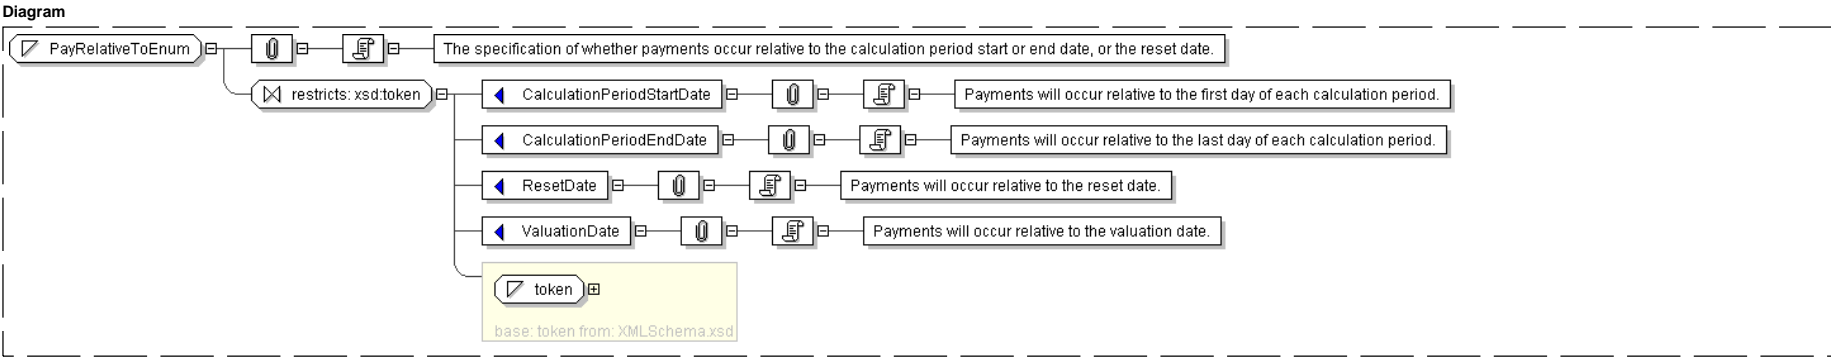 Diagram
PayRelativeToEnum The specification of whether payments occur relative to the calculation period start or end date, or the reset date.
restricts: xsd:token CalculationPeriodStartDate Payments will occur relative to the first day of each calculation period.
CalculationPeriodEndDate Payments will occur relative to the last day of each calculation period.
ResetDate Payments will occur relative to the reset date.
ValuationDate Payments will occur relative to the valuation date.
token
base: token from: XMLSchema.xsd